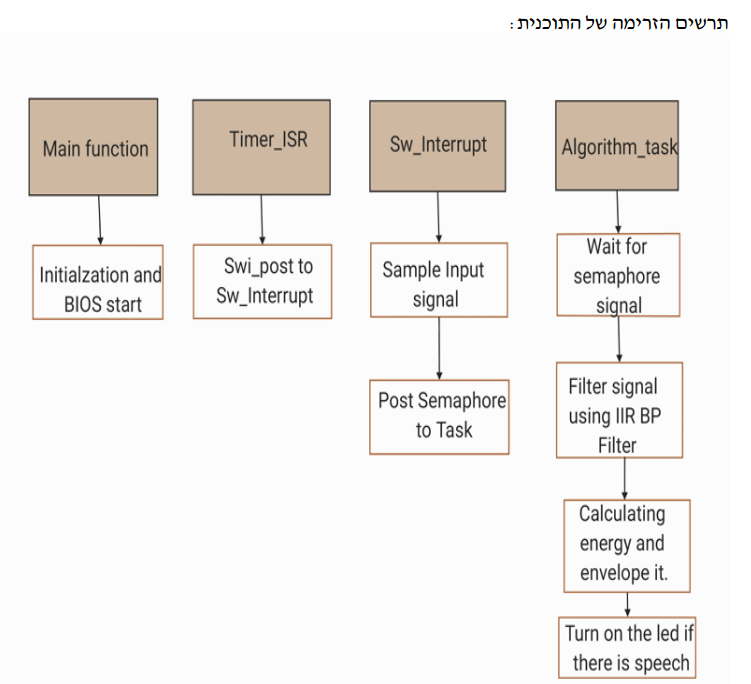 תרשים הזרימה של התוכנית :
Main function
Initialzation and
BIOS start
Timer_ISR
Swi_post to
Sw_Interrupt
Sw_Interrupt
Sample Input
signal
Post Semaphore
to Task
Algorithm_task
Wait for
semaphore
signal
Filter signal
using IIR BP
Filter
Calculating
energy and
envelope it.
Turn on the led if
there is speech